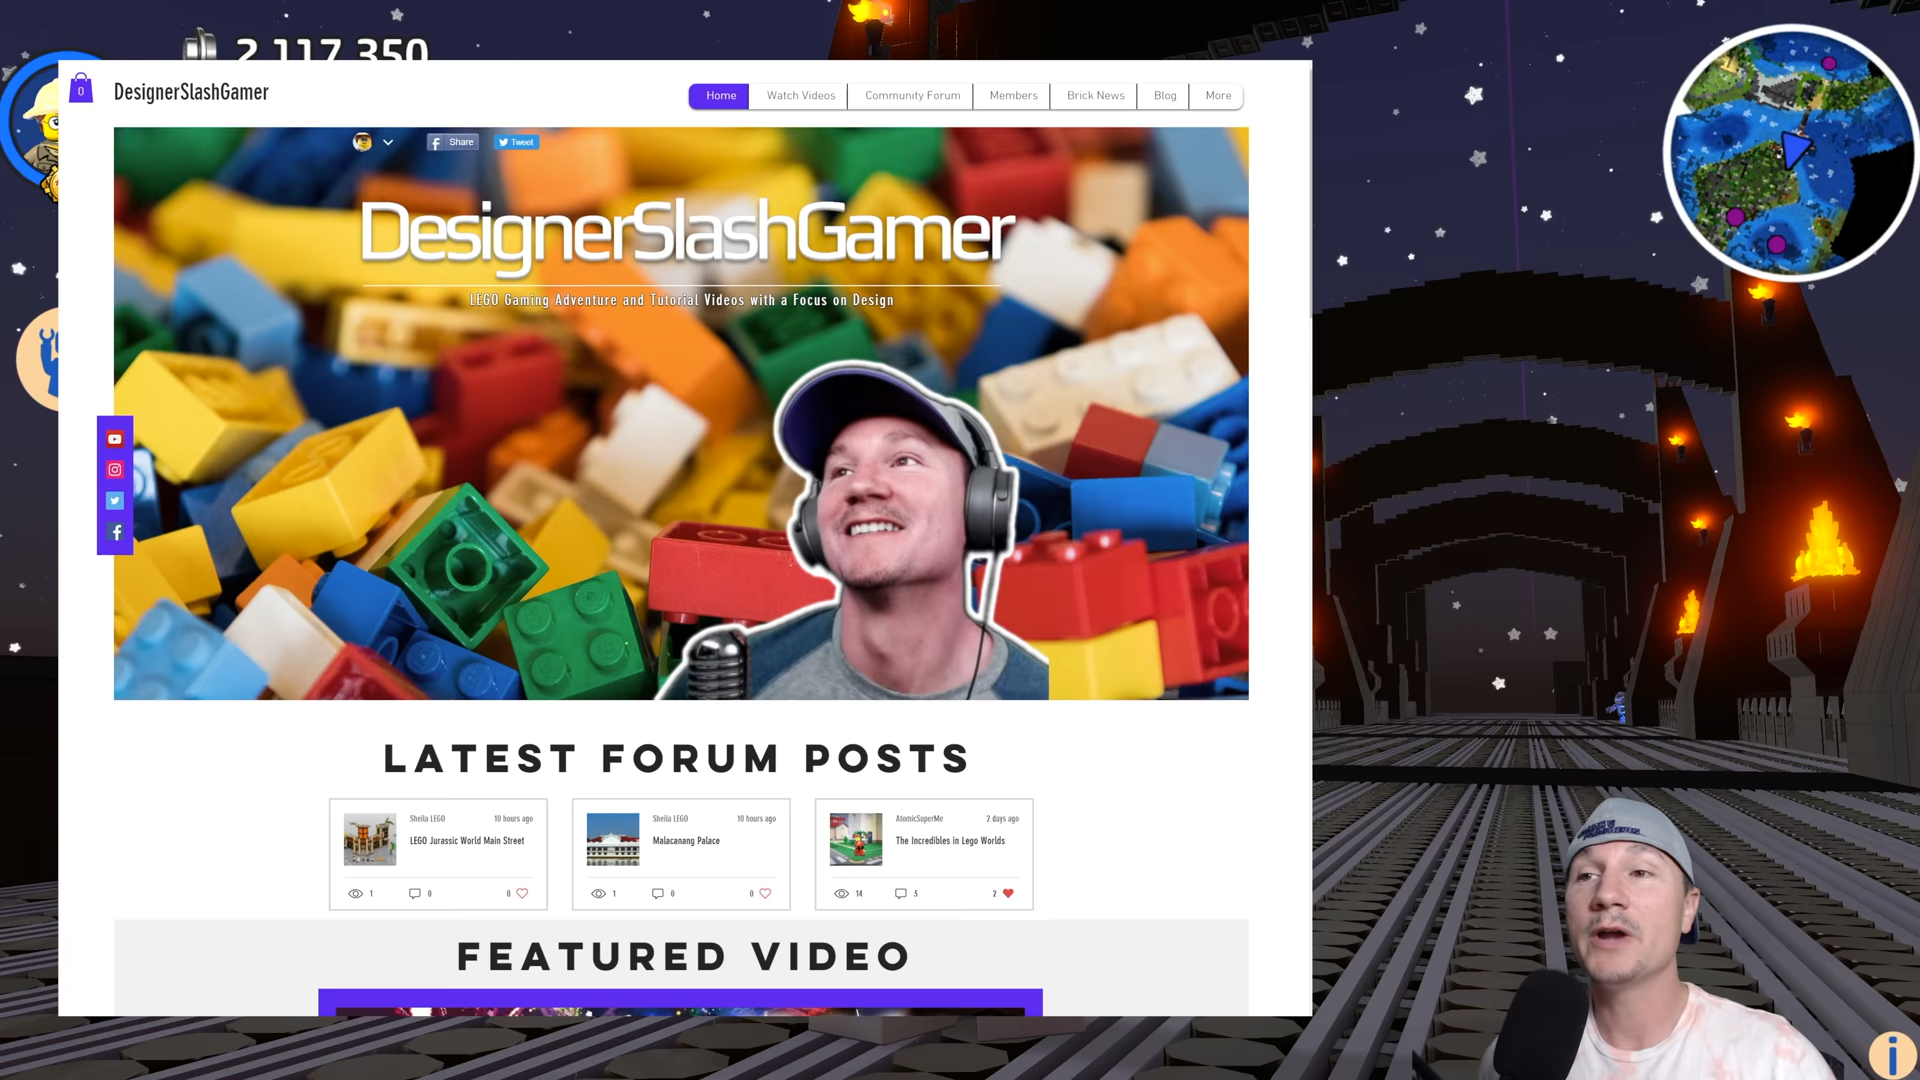 2,117,350
0
DesignerSlashGamer
Home
Watch Videos
Community Forum
Members
Brick News
Blog
More
Share
Tweet
DesignerSlashGamer
LEGO Gaming Adventure and Tutorial Videos with a Focus on Design
LATEST FORUM POSTS
Sheila LEGO
10 hours ago
LEGO Jurassic World Main Street
1
0
0
Sheila LEGO
10 hours ago
Malacanang Palace
1
0
0
AtomicSuperMe
2 days ago
The Incredibles in Lego Worlds
14
3
2
FEATURED VIDEO